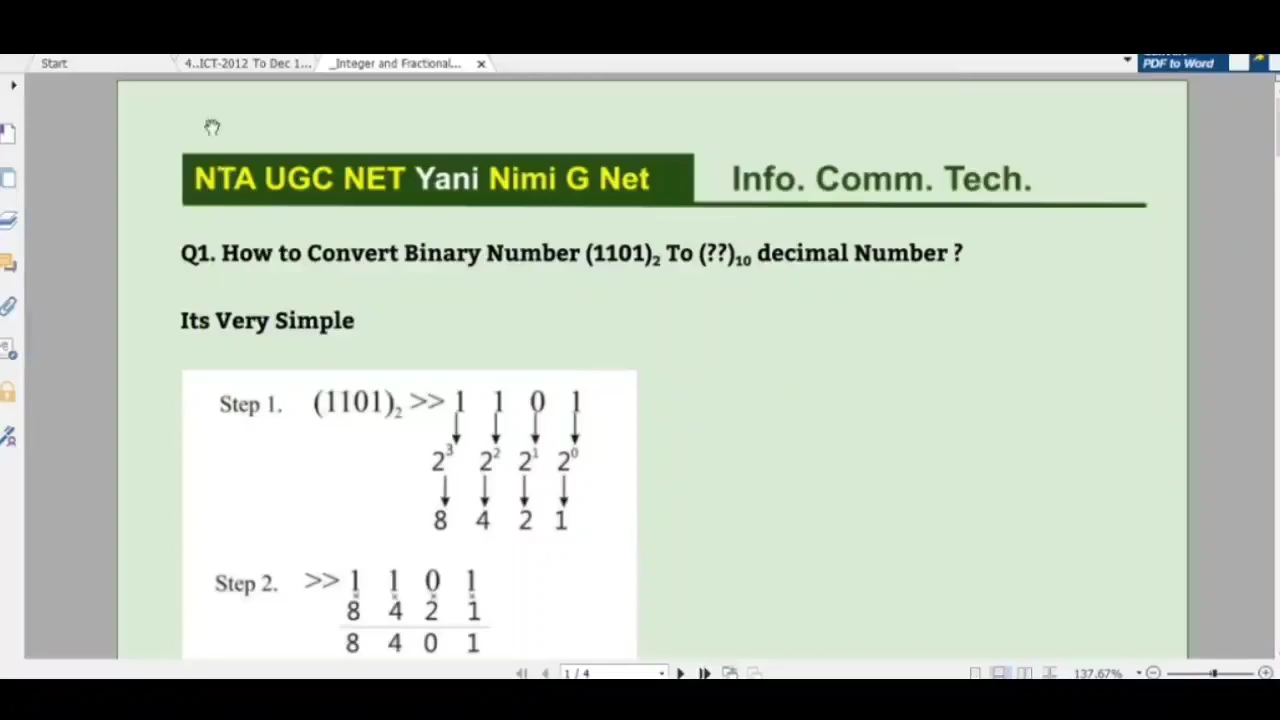 Start
4..ICT-2012 To Dec 1...
_Integer and Fractional...
PDF to Word
NTA UGC NET Yani Nimi G Net
Info. Comm. Tech.
Q1. How to Convert Binary Number (1101)₂ To (??)₁₀ decimal Number ?
Its Very Simple
Step 1. (1101)₂ >> 1 1 0 1
2³ 2² 2¹ 2⁰
8 4 2 1
Step 2. >> 1 1 0 1
× × × ×
8 4 2 1
8 4 0 1
1 / 4
137.67%